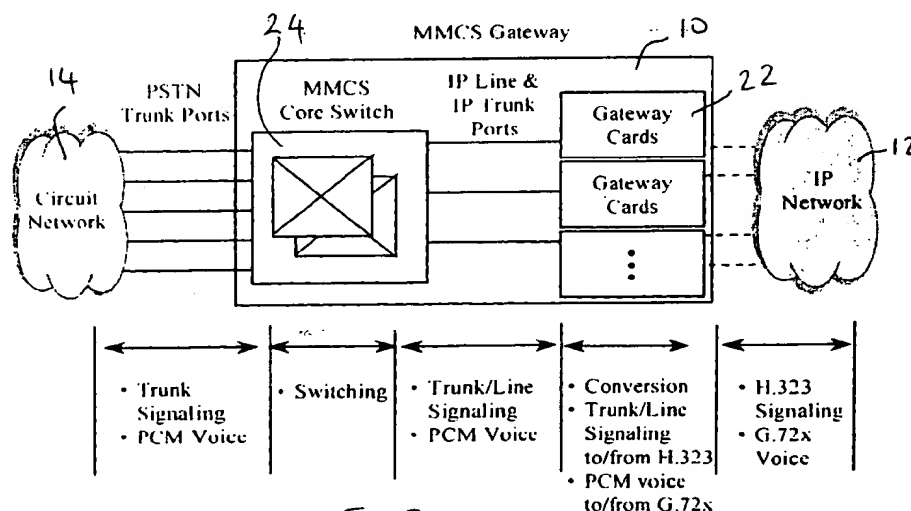 MMCS Gateway
10
24
14
PSTN
Trunk Ports
MMCS
Core Switch
IP Line &
IP Trunk
Ports
22
Gateway
Cards
12
Circuit
Network
Gateway
Cards
IP
Network
• Trunk
Signaling
• PCM Voice
• Switching
• Trunk/Line
Signaling
• PCM Voice
• Conversion
• Trunk/Line
Signaling
to/from H.323
• PCM voice
to/from G.72x
• H.323
Signaling
• G.72x
Voice